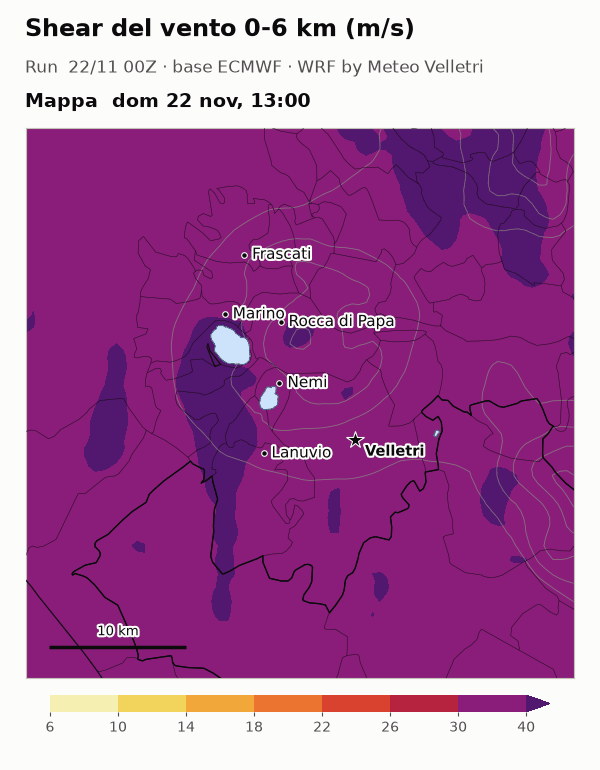 Shear del vento 0-6 km (m/s)
Run 22/11 00Z · base ECMWF · WRF by Meteo Velletri
Mappa dom 22 nov, 13:00
Frascati
Marino
Rocca di Papa
Nemi
Velletri
Lanuvio
10 km
6 10 14 18 22 26 30 40